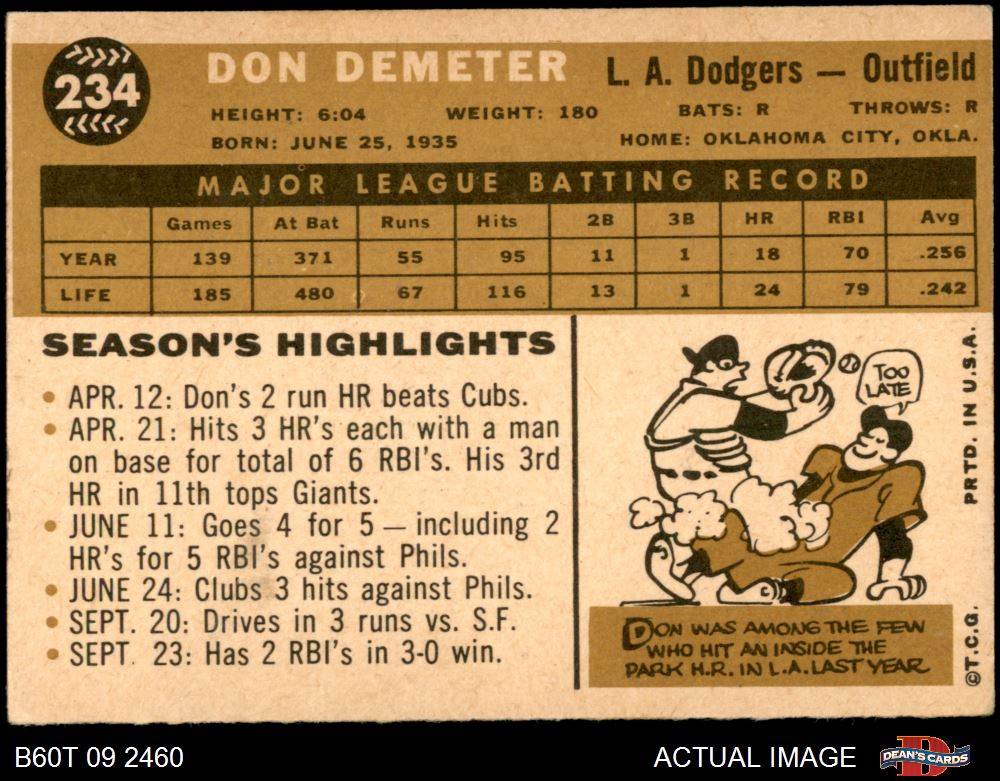 234
DON DEMETER
L. A. Dodgers — Outfield
HEIGHT: 6:04 WEIGHT: 180 BATS: R THROWS: R
BORN: JUNE 25, 1935 HOME: OKLAHOMA CITY, OKLA.
MAJOR LEAGUE BATTING RECORD
Games At Bat Runs Hits 2B 3B HR RBI Avg
YEAR 139 371 55 95 11 1 18 70 .256
LIFE 185 480 67 116 13 1 24 79 .242
SEASON'S HIGHLIGHTS
• APR. 12: Don's 2 run HR beats Cubs.
• APR. 21: Hits 3 HR's each with a man
on base for total of 6 RBI's. His 3rd
HR in 11th tops Giants.
• JUNE 11: Goes 4 for 5 — including 2
HR's for 5 RBI's against Phils.
• JUNE 24: Clubs 3 hits against Phils.
• SEPT. 20: Drives in 3 runs vs. S.F.
• SEPT. 23: Has 2 RBI's in 3-0 win.
TOO
LATE
DON WAS AMONG THE FEW
WHO HIT AN INSIDE THE
PARK H.R. IN L.A. LAST YEAR
PRTD. IN U.S.A.
©T.C.G.
B60T 09 2460
ACTUAL IMAGE
DEAN'S CARDS